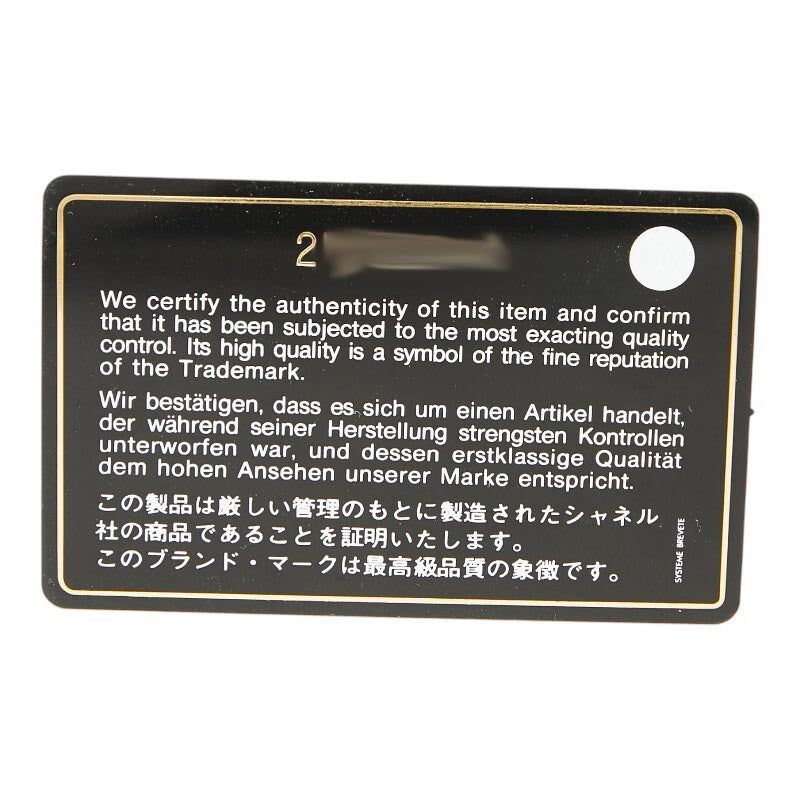 2
We certify the authenticity of this item and confirm
that it has been subjected to the most exacting quality
control. Its high quality is a symbol of the fine reputation
of the Trademark.
Wir bestätigen, dass es sich um einen Artikel handelt,
der während seiner Herstellung strengsten Kontrollen
unterworfen war, und dessen erstklassige Qualität
dem hohen Ansehen unserer Marke entspricht.
この製品は厳しい管理のもとに製造されたシャネル
社の商品であることを証明いたします。
このブランド・マークは最高級品質の象徴です。
SYSTEME BREVETE